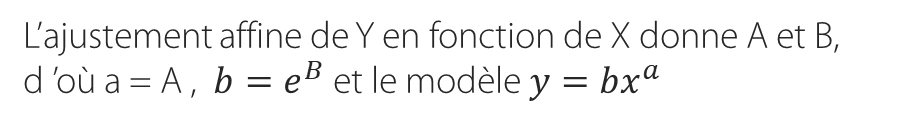 L’ajustement affine de Y en fonction de X donne A et B,
d ’où a = A , b = e^B et le modèle y = bx^a